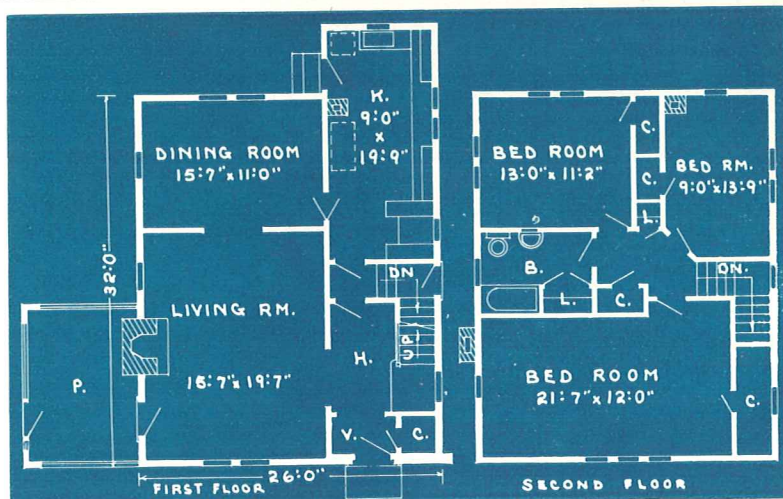 K.
9'0"
x
19'9"
DINING ROOM
15'7"x11'0"
32'0"
DN
LIVING RM.
15'7"x19'7"
P.
H.
UP
V.
C.
26'0"
FIRST FLOOR
BED ROOM
13'0"x11'2"
C.
C.
L.
BED RM.
9'0"x13'9"
B.
L.
C.
DN.
BED ROOM
21'7"x12'0"
C.
SECOND FLOOR